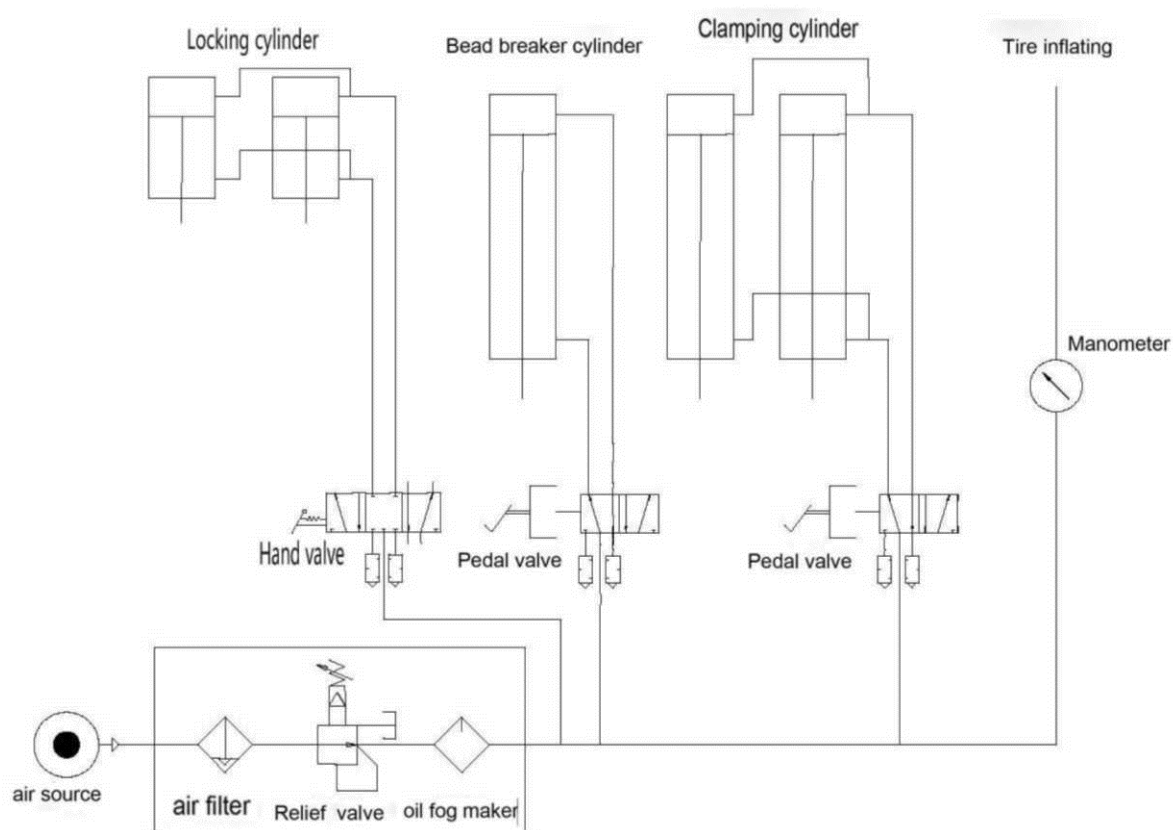 Locking cylinder
Bead breaker cylinder
Clamping cylinder
Tire inflating
Manometer
Hand valve
Pedal valve
Pedal valve
air source
air filter
Relief valve
oil fog maker